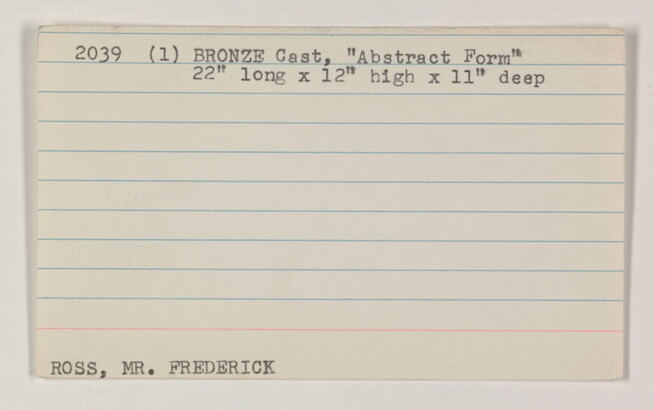 2039 (1) BRONZE Cast, "Abstract Form"
22" long x 12" high x 11" deep
ROSS, MR. FREDERICK